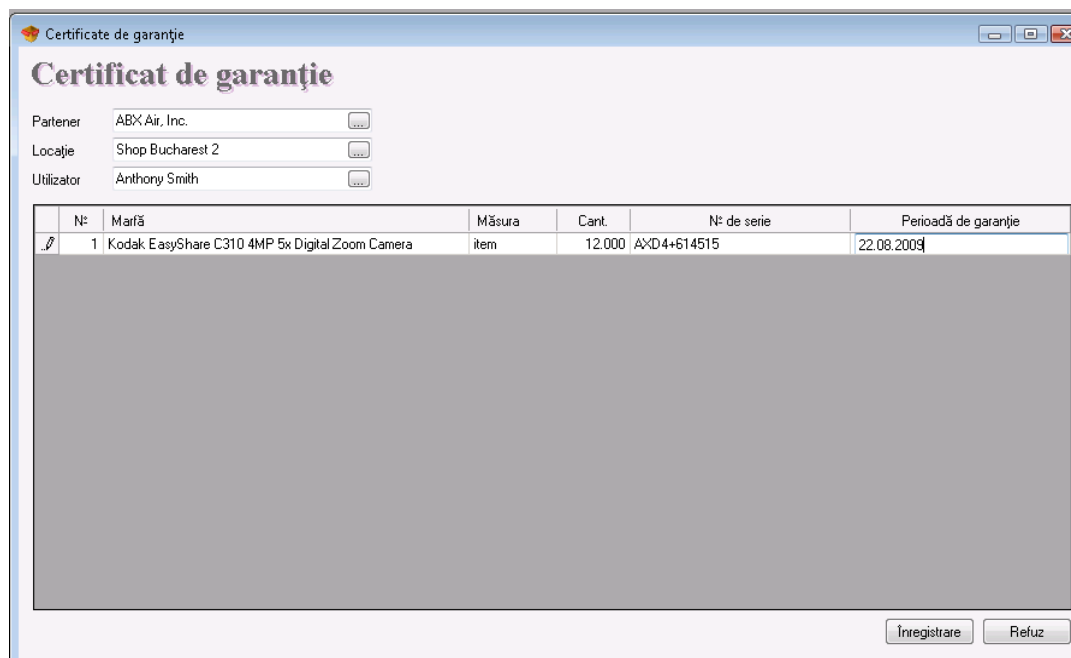 Certificate de garanţie
Certificat de garanţie
Partener ABX Air, Inc. ...
Locaţie Shop Bucharest 2 ...
Utilizator Anthony Smith ...
Nº Marfă Măsura Cant. Nº de serie Perioadă de garanţie
1 Kodak EasyShare C310 4MP 5x Digital Zoom Camera item 12.000 AXD4+614515 22.08.2009
Înregistrare Refuz